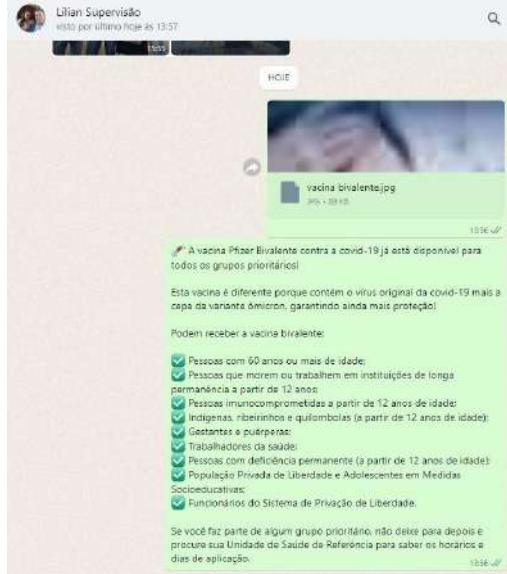 Lílian Supervisão
visto por último hoje às 13:57
15:55
HOJE
vacina bivalente.jpg
JPG • 89 KB
13:56
A vacina Pfizer Bivalente contra a covid-19 já está disponível para
todos os grupos prioritários!
Esta vacina é diferente porque contém o vírus original da covid-19 mais a
capa da variante ômicron, garantindo ainda mais proteção!
Podem receber a vacina bivalente:
Pessoas com 60 anos ou mais de idade;
Pessoas que morem ou trabalhem em instituições de longa
permanência a partir de 12 anos;
Pessoas imunocomprometidas a partir de 12 anos de idade;
Indígenas, ribeirinhos e quilombolas (a partir de 12 anos de idade);
Gestantes e puérperas;
Trabalhadores da saúde;
Pessoas com deficiência permanente (a partir de 12 anos de idade);
População Privada de Liberdade e Adolescentes em Medidas
Socioeducativas;
Funcionários do Sistema de Privação de Liberdade.
Se você faz parte de algum grupo prioritário, não deixe para depois e
procure sua Unidade de Saúde de Referência para saber os horários e
dias de aplicação.
13:56